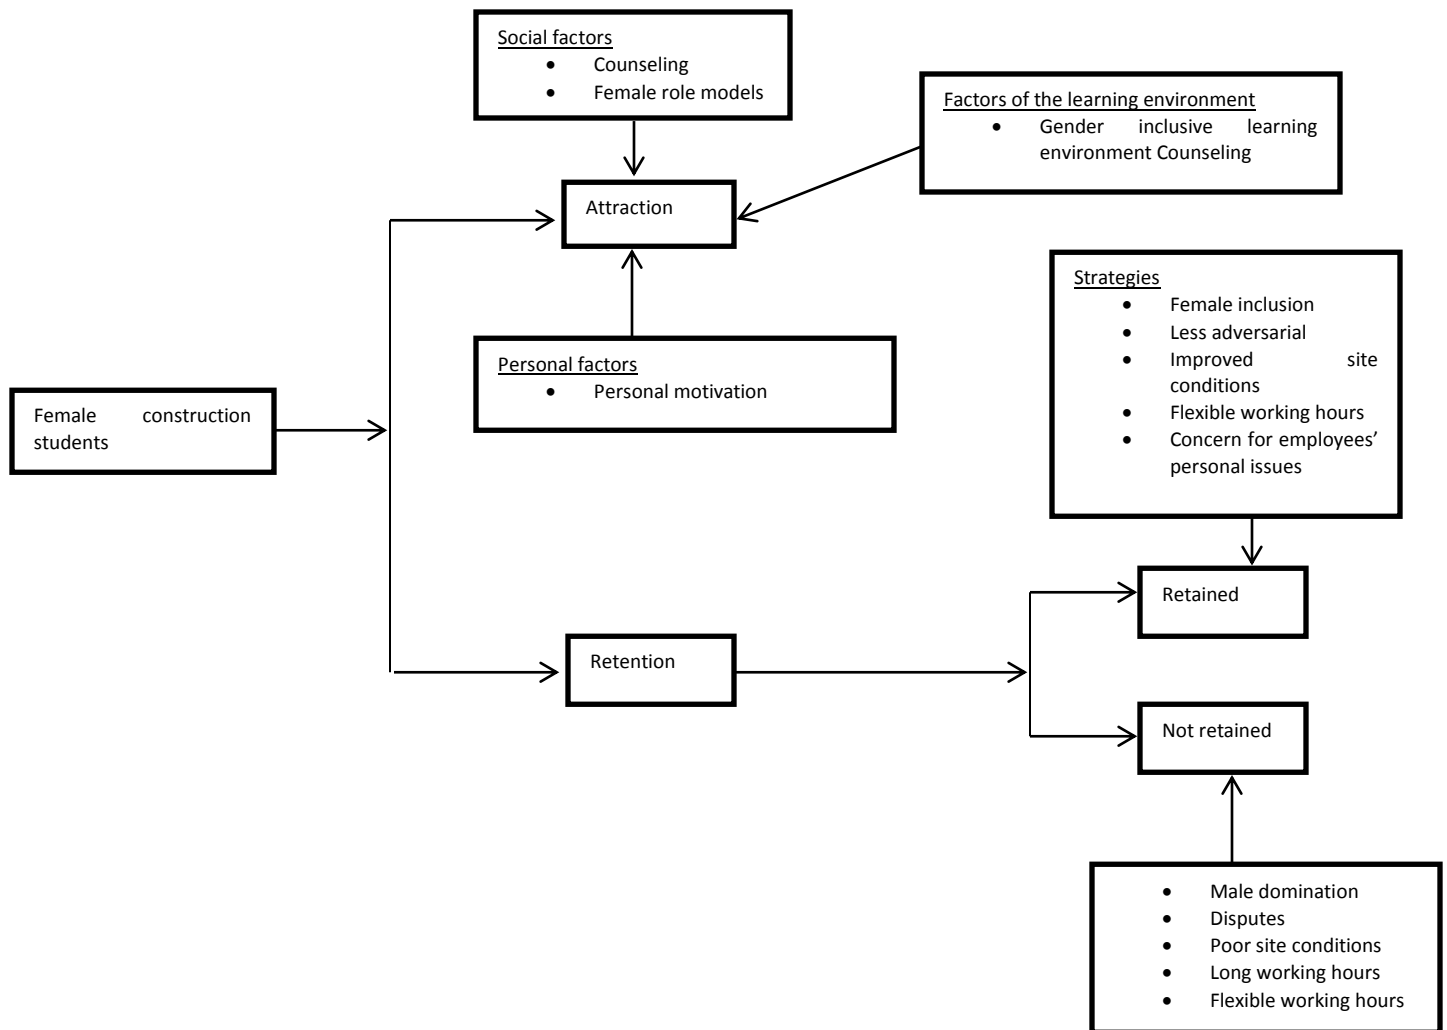 Social factors
• Counseling
• Female role models
Factors of the learning environment
• Gender inclusive learning
environment Counseling
Attraction
Strategies
• Female inclusion
• Less adversarial
• Improved site
conditions
• Flexible working hours
• Concern for employees’
personal issues
Personal factors
• Personal motivation
Female construction
students
Retained
Retention
Not retained
• Male domination
• Disputes
• Poor site conditions
• Long working hours
• Flexible working hours